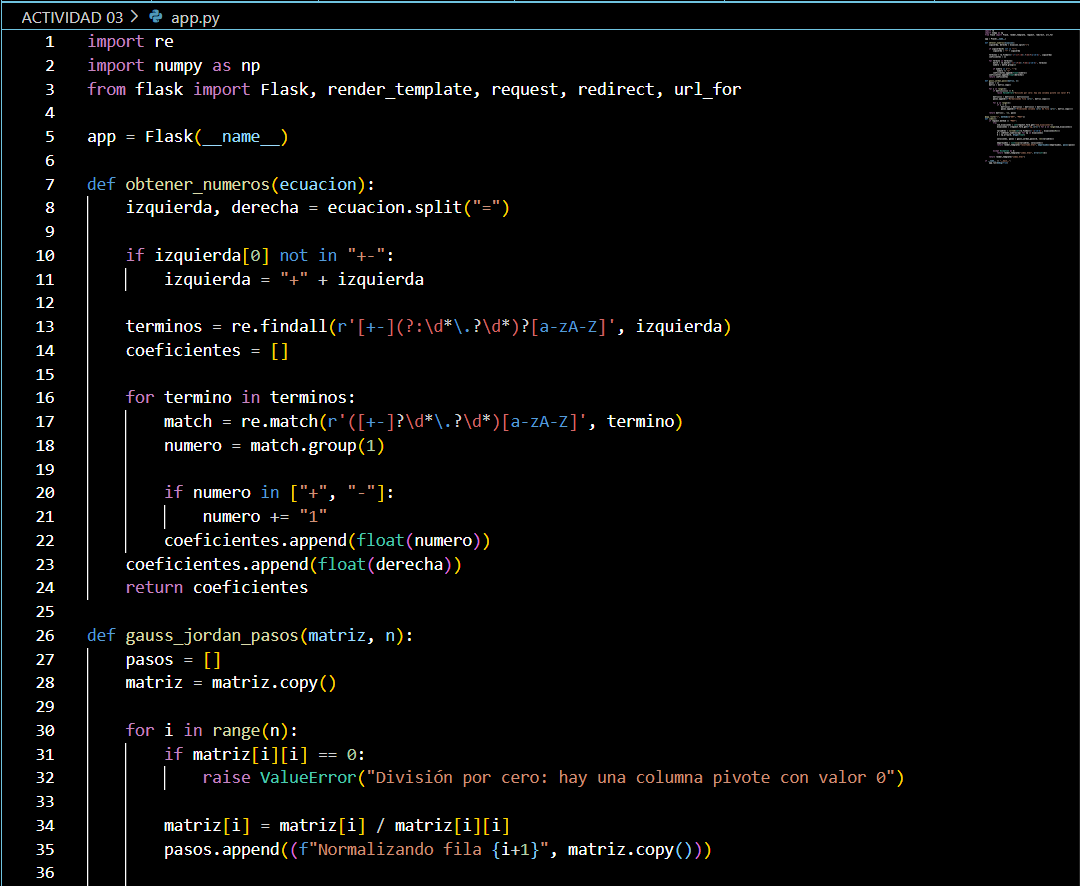 ACTIVIDAD 03 > app.py
1 import re
2 import numpy as np
3 from flask import Flask, render_template, request, redirect, url_for
4
5 app = Flask(__name__)
6
7 def obtener_numeros(ecuacion):
8     izquierda, derecha = ecuacion.split("=")
9
10     if izquierda[0] not in "+-":
11         izquierda = "+" + izquierda
12
13     terminos = re.findall(r'[+-](?:\d*\.?\d*)?[a-zA-Z]', izquierda)
14     coeficientes = []
15
16     for termino in terminos:
17         match = re.match(r'([+-]?\d*\.?\d*)[a-zA-Z]', termino)
18         numero = match.group(1)
19
20         if numero in ["+", "-"]:
21             numero += "1"
22         coeficientes.append(float(numero))
23     coeficientes.append(float(derecha))
24     return coeficientes
25
26 def gauss_jordan_pasos(matriz, n):
27     pasos = []
28     matriz = matriz.copy()
29
30     for i in range(n):
31         if matriz[i][i] == 0:
32             raise ValueError("División por cero: hay una columna pivote con valor 0")
33
34         matriz[i] = matriz[i] / matriz[i][i]
35         pasos.append((f"Normalizando fila {i+1}", matriz.copy()))
36